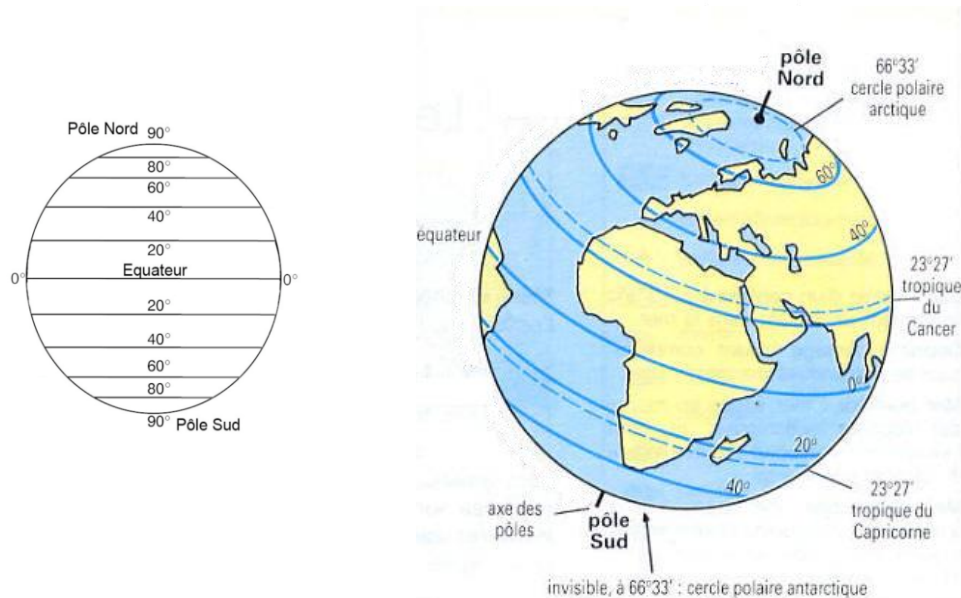 Pôle Nord 90°
80°
60°
40°
20°
Equateur
0° 0°
20°
40°
60°
80°
90° Pôle Sud
pôle
Nord
66°33'
cercle polaire
arctique
60°
40°
équateur
23°27'
tropique
du
Cancer
0°
20°
40°
23°27'
tropique du
Capricorne
axe des
pôles
pôle
Sud
invisible, à 66°33' : cercle polaire antarctique